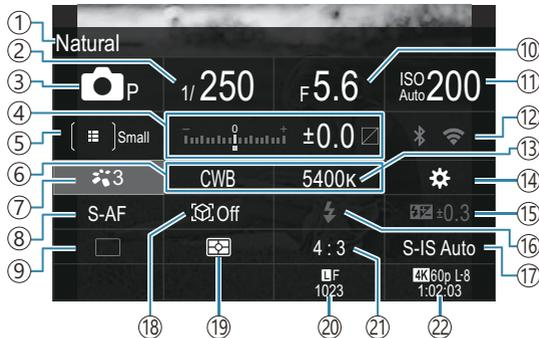 ① Natural
② ③ P 1/250 F5.6 ISO Auto 200 ⑩ ⑪
④ ⑤ Small − 0 + ±0.0 ⑫ ⑬
⑥ ⑦ 3 CWB 5400K ⑭
⑧ S-AF Off ±0.3 ⑮ ⑯
⑨ 4:3 S-IS Auto ⑰
LF 1023 4K 60p L-8 1:02:03
⑱ ⑲ ⑳ ㉑ ㉒